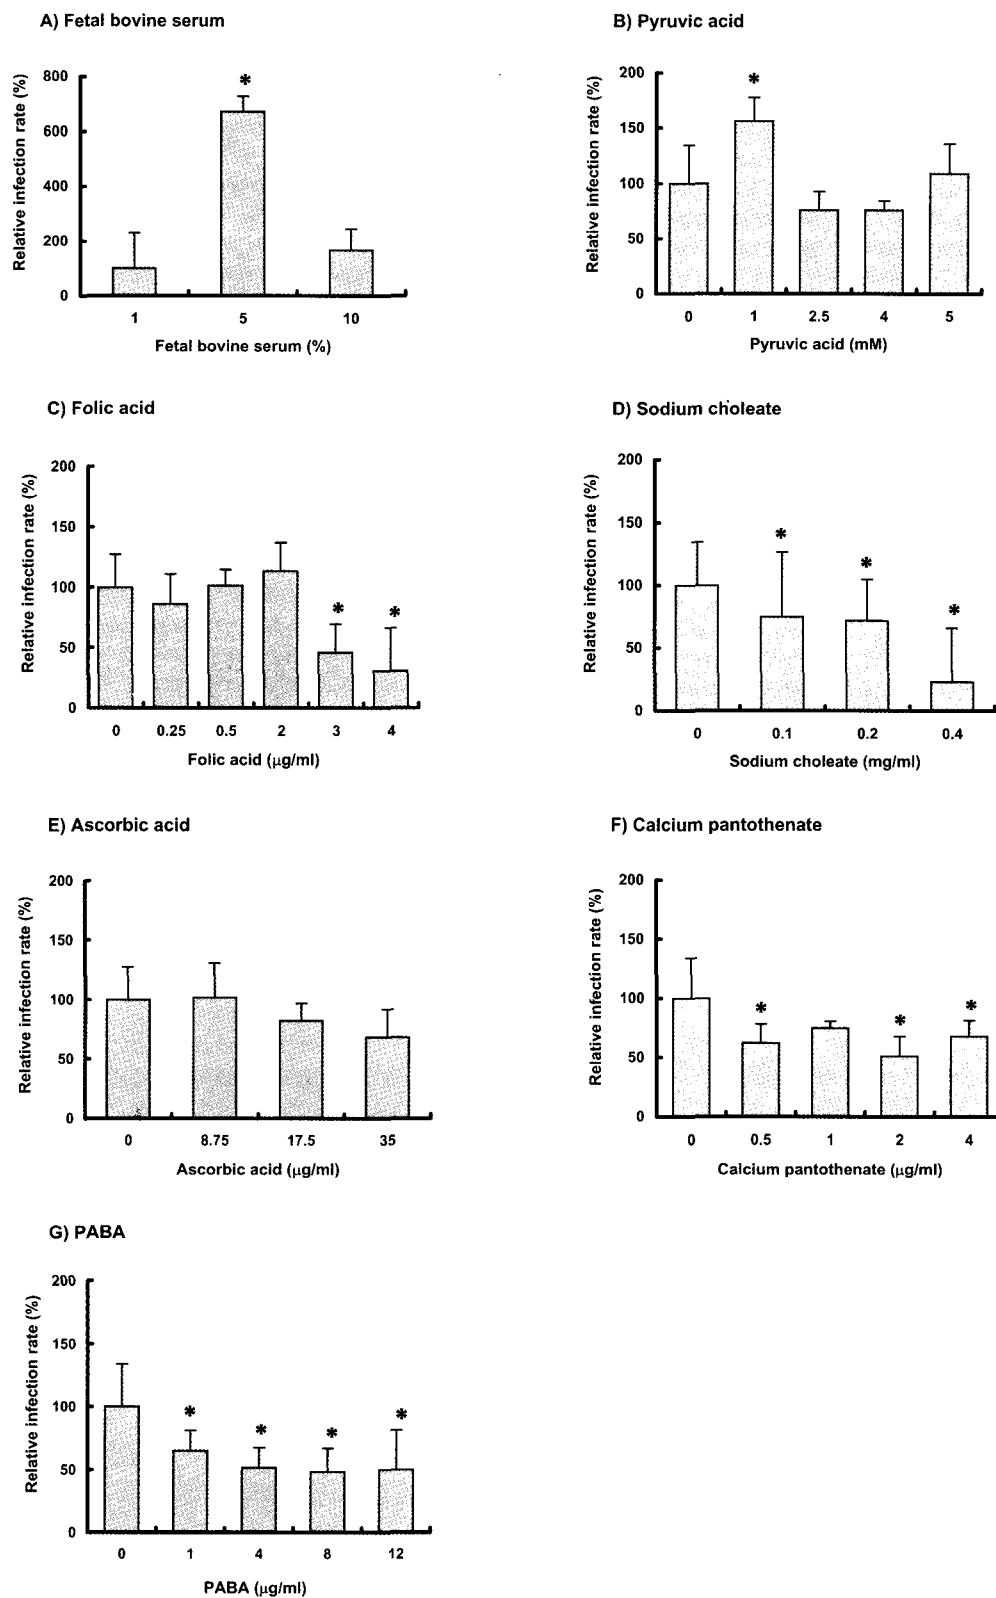 A) Fetal bovine serum
Relative infection rate (%)
800
600
400
200
0
*
1 5 10
Fetal bovine serum (%)
B) Pyruvic acid
Relative infection rate (%)
200
150
100
50
0
*
0 1 2.5 4 5
Pyruvic acid (mM)
C) Folic acid
Relative infection rate (%)
200
150
100
50
0
* *
0 0.25 0.5 2 3 4
Folic acid (μg/ml)
D) Sodium choleate
Relative infection rate (%)
200
150
100
50
0
* * *
0 0.1 0.2 0.4
Sodium choleate (mg/ml)
E) Ascorbic acid
Relative infection rate (%)
200
150
100
50
0
0 8.75 17.5 35
Ascorbic acid (μg/ml)
F) Calcium pantothenate
Relative infection rate (%)
200
150
100
50
0
* * *
0 0.5 1 2 4
Calcium pantothenate (μg/ml)
G) PABA
Relative infection rate (%)
200
150
100
50
0
* * * *
0 1 4 8 12
PABA (μg/ml)